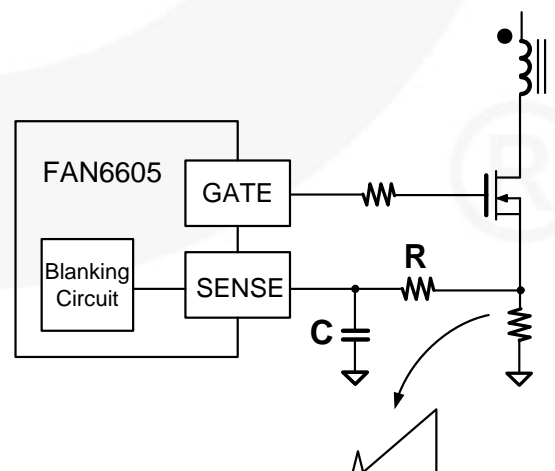 FAN6605
GATE
Blanking
Circuit
SENSE
R
C
®